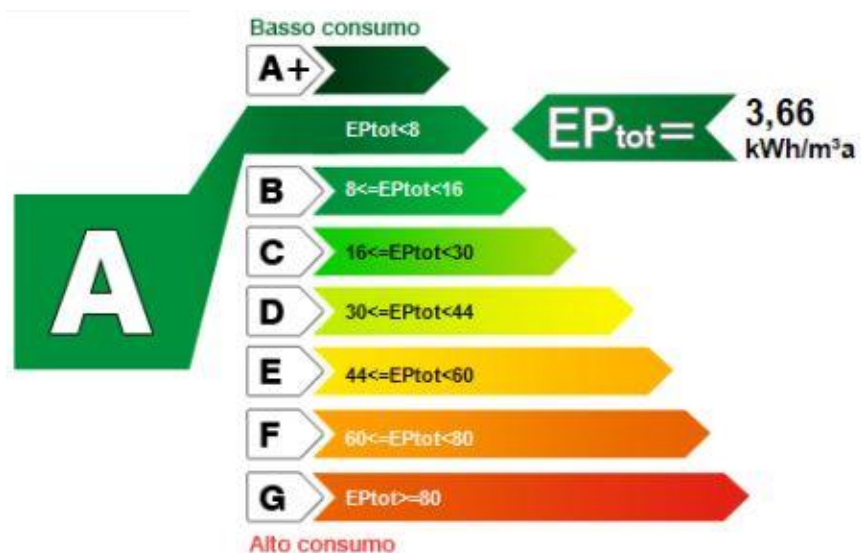 Basso consumo
A+
EPtot<8
EPtot=
3,66
kWh/m³a
A
B
8<=EPtot<16
C
16<=EPtot<30
D
30<=EPtot<44
E
44<=EPtot<60
F
60<=EPtot<80
G
EPtot>=80
Alto consumo